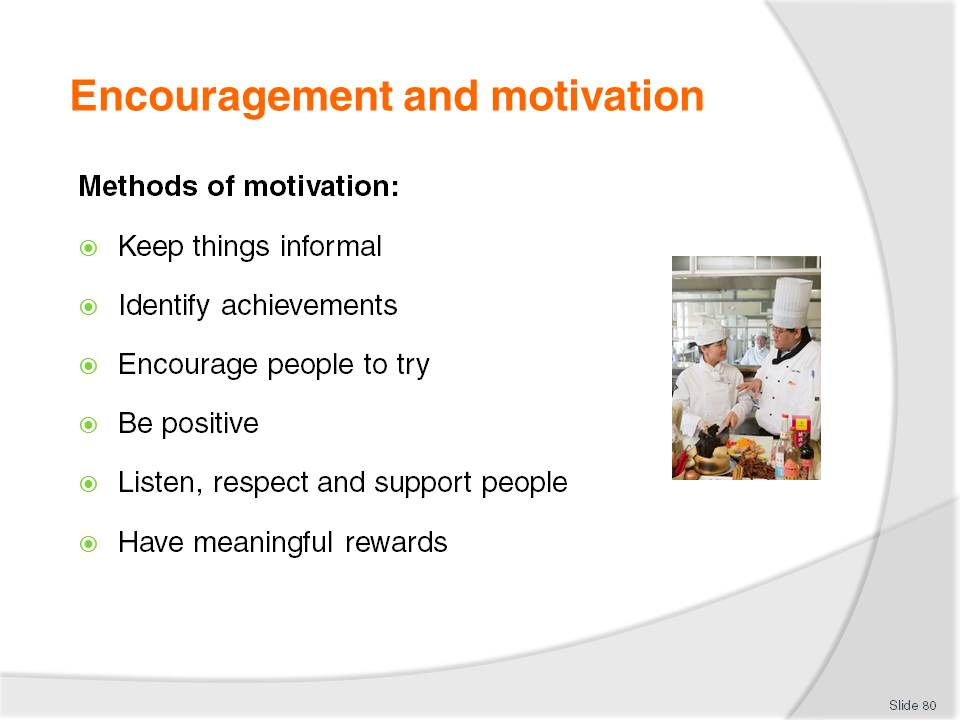 Encouragement and motivation
Methods of motivation:
Keep things informal
Identify achievements
Encourage people to try
Be positive
Listen, respect and support people
Have meaningful rewards
Slide 80